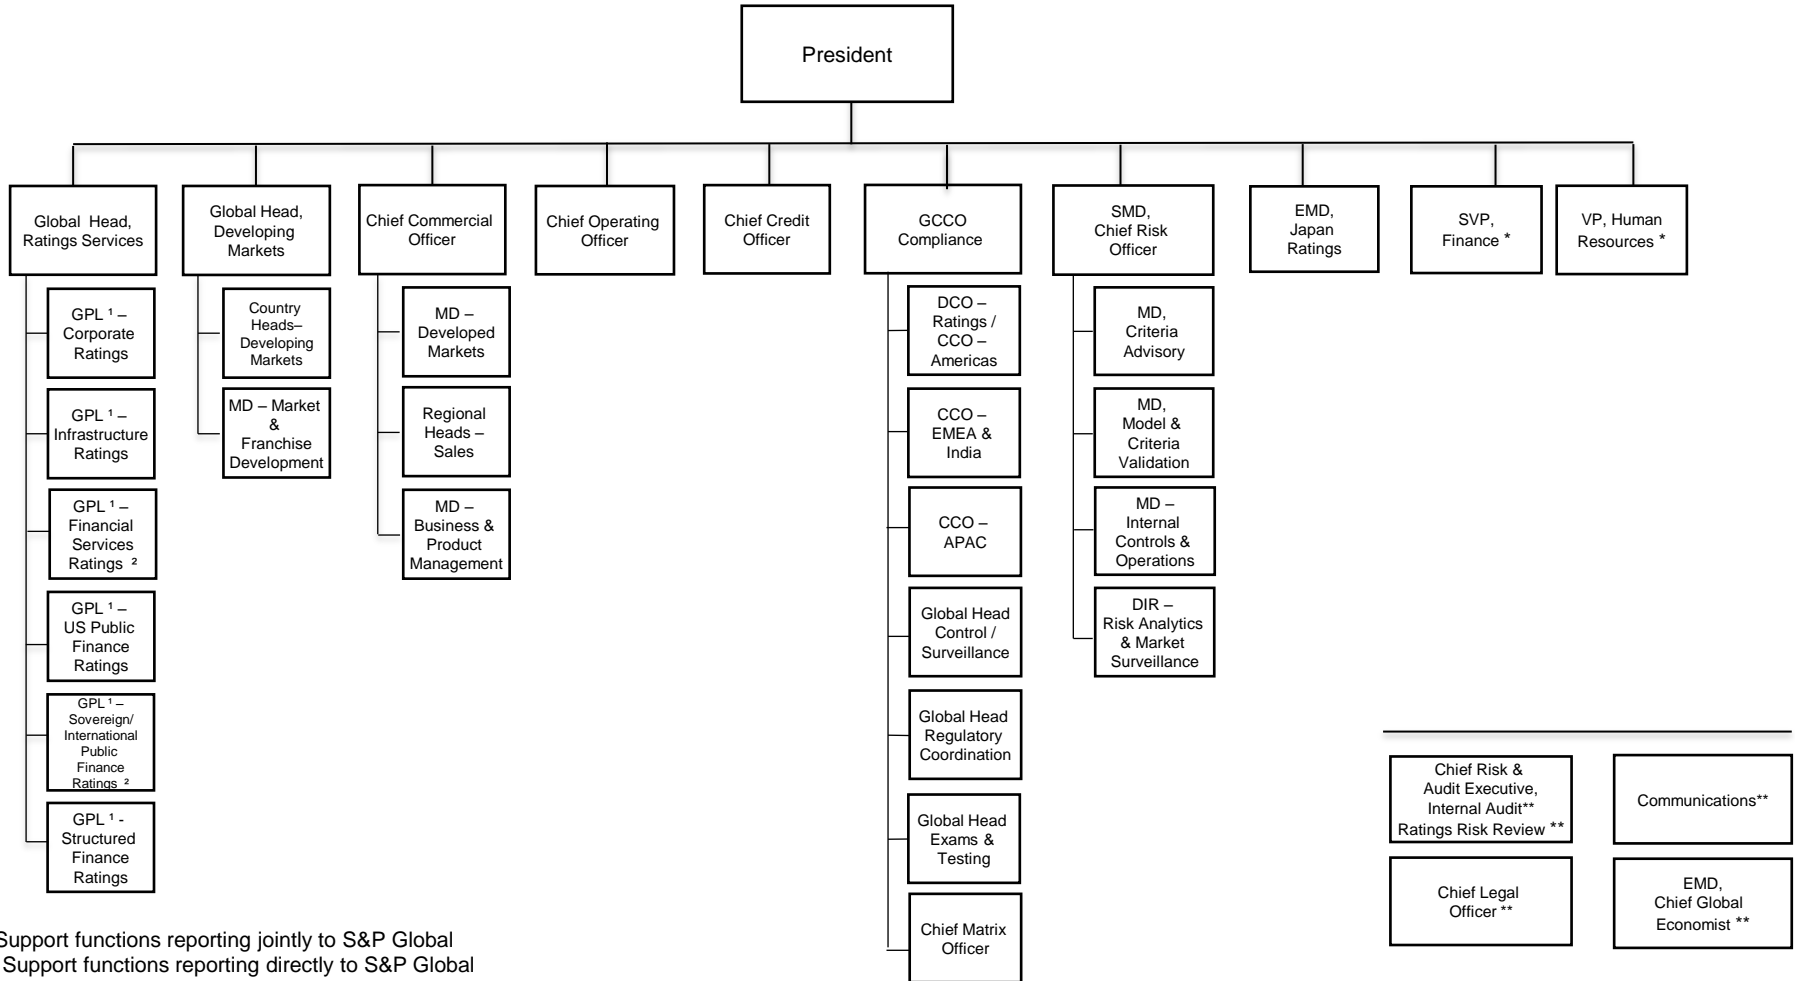 President
Global Head,
Ratings Services
Global Head,
Developing
Markets
Chief Commercial
Officer
Chief Operating
Officer
Chief Credit
Officer
GCCO
Compliance
SMD,
Chief Risk
Officer
EMD,
Japan
Ratings
SVP,
Finance *
VP, Human
Resources *
GPL ¹ –
Corporate
Ratings
GPL ¹ –
Infrastructure
Ratings
GPL ¹ –
Financial
Services
Ratings ²
GPL ¹ –
US Public
Finance
Ratings
GPL ¹ –
Sovereign/
International
Public
Finance
Ratings ²
GPL ¹ -
Structured
Finance
Ratings
Country
Heads–
Developing
Markets
MD – Market
&
Franchise
Development
MD –
Developed
Markets
Regional
Heads –
Sales
MD –
Business &
Product
Management
DCO –
Ratings /
CCO –
Americas
CCO –
EMEA &
India
CCO –
APAC
Global Head
Control /
Surveillance
Global Head
Regulatory
Coordination
Global Head
Exams &
Testing
Chief Matrix
Officer
MD,
Criteria
Advisory
MD,
Model &
Criteria
Validation
MD –
Internal
Controls &
Operations
DIR –
Risk Analytics
& Market
Surveillance
Chief Risk &
Audit Executive,
Internal Audit**
Ratings Risk Review **
Communications**
Chief Legal
Officer **
EMD,
Chief Global
Economist **
Support functions reporting jointly to S&P Global
Support functions reporting directly to S&P Global